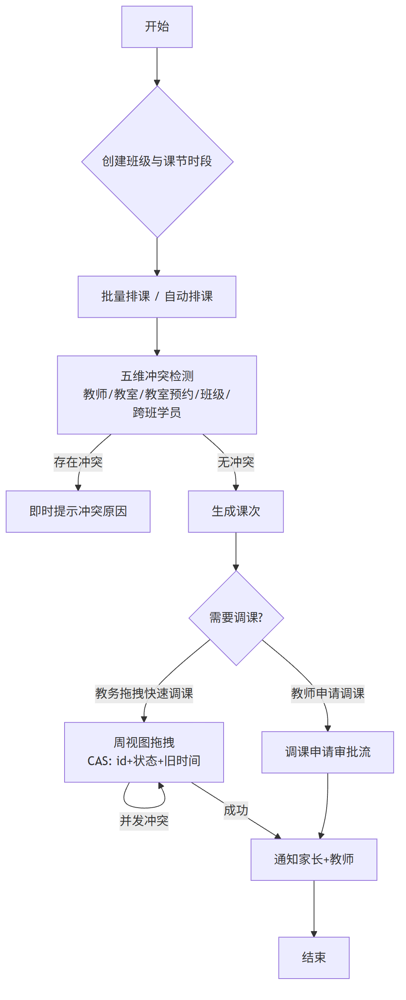 开始
创建班级与课节时段
批量排课 / 自动排课
五维冲突检测
教师/教室/教室预约/班级/
跨班学员
存在冲突
无冲突
即时提示冲突原因
生成课次
需要调课?
教务拖拽快速调课
教师申请调课
周视图拖拽
CAS: id+状态+旧时间
调课申请审批流
并发冲突
成功
通知家长+教师
结束